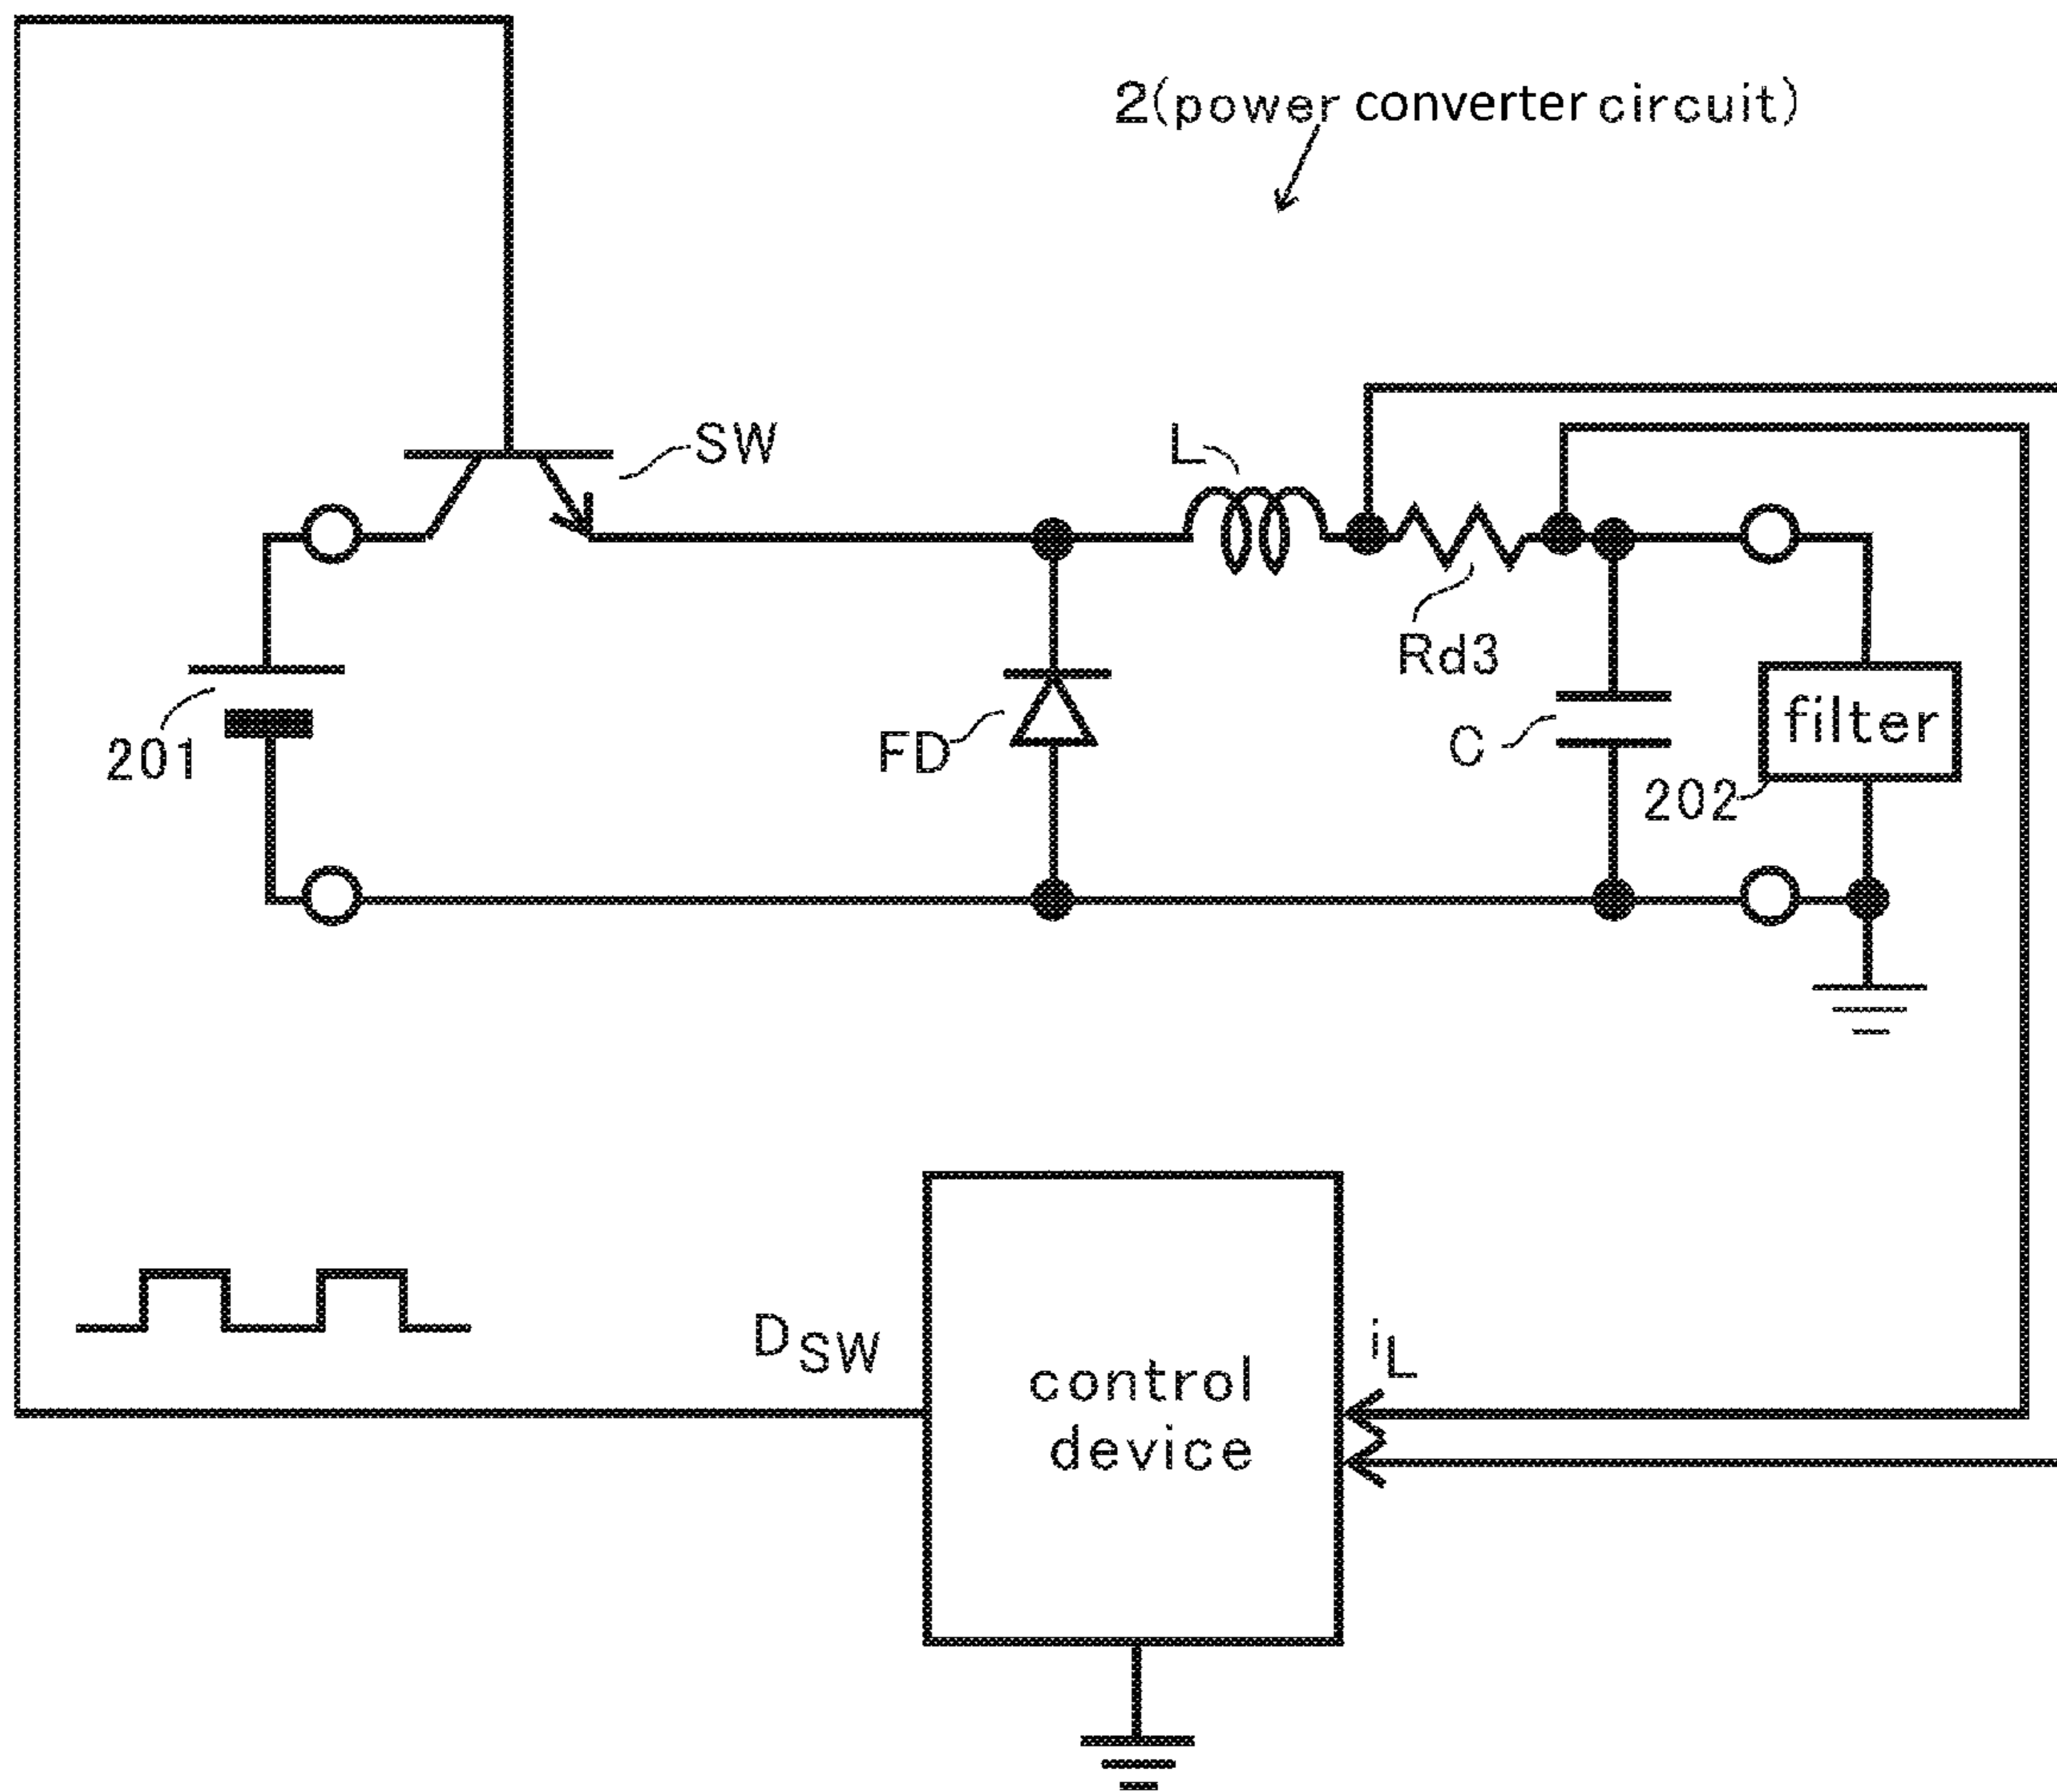 2(power converter circuit)
SW
L
Rd3
201
FD
C
filter
202
DSW
iL
control
device